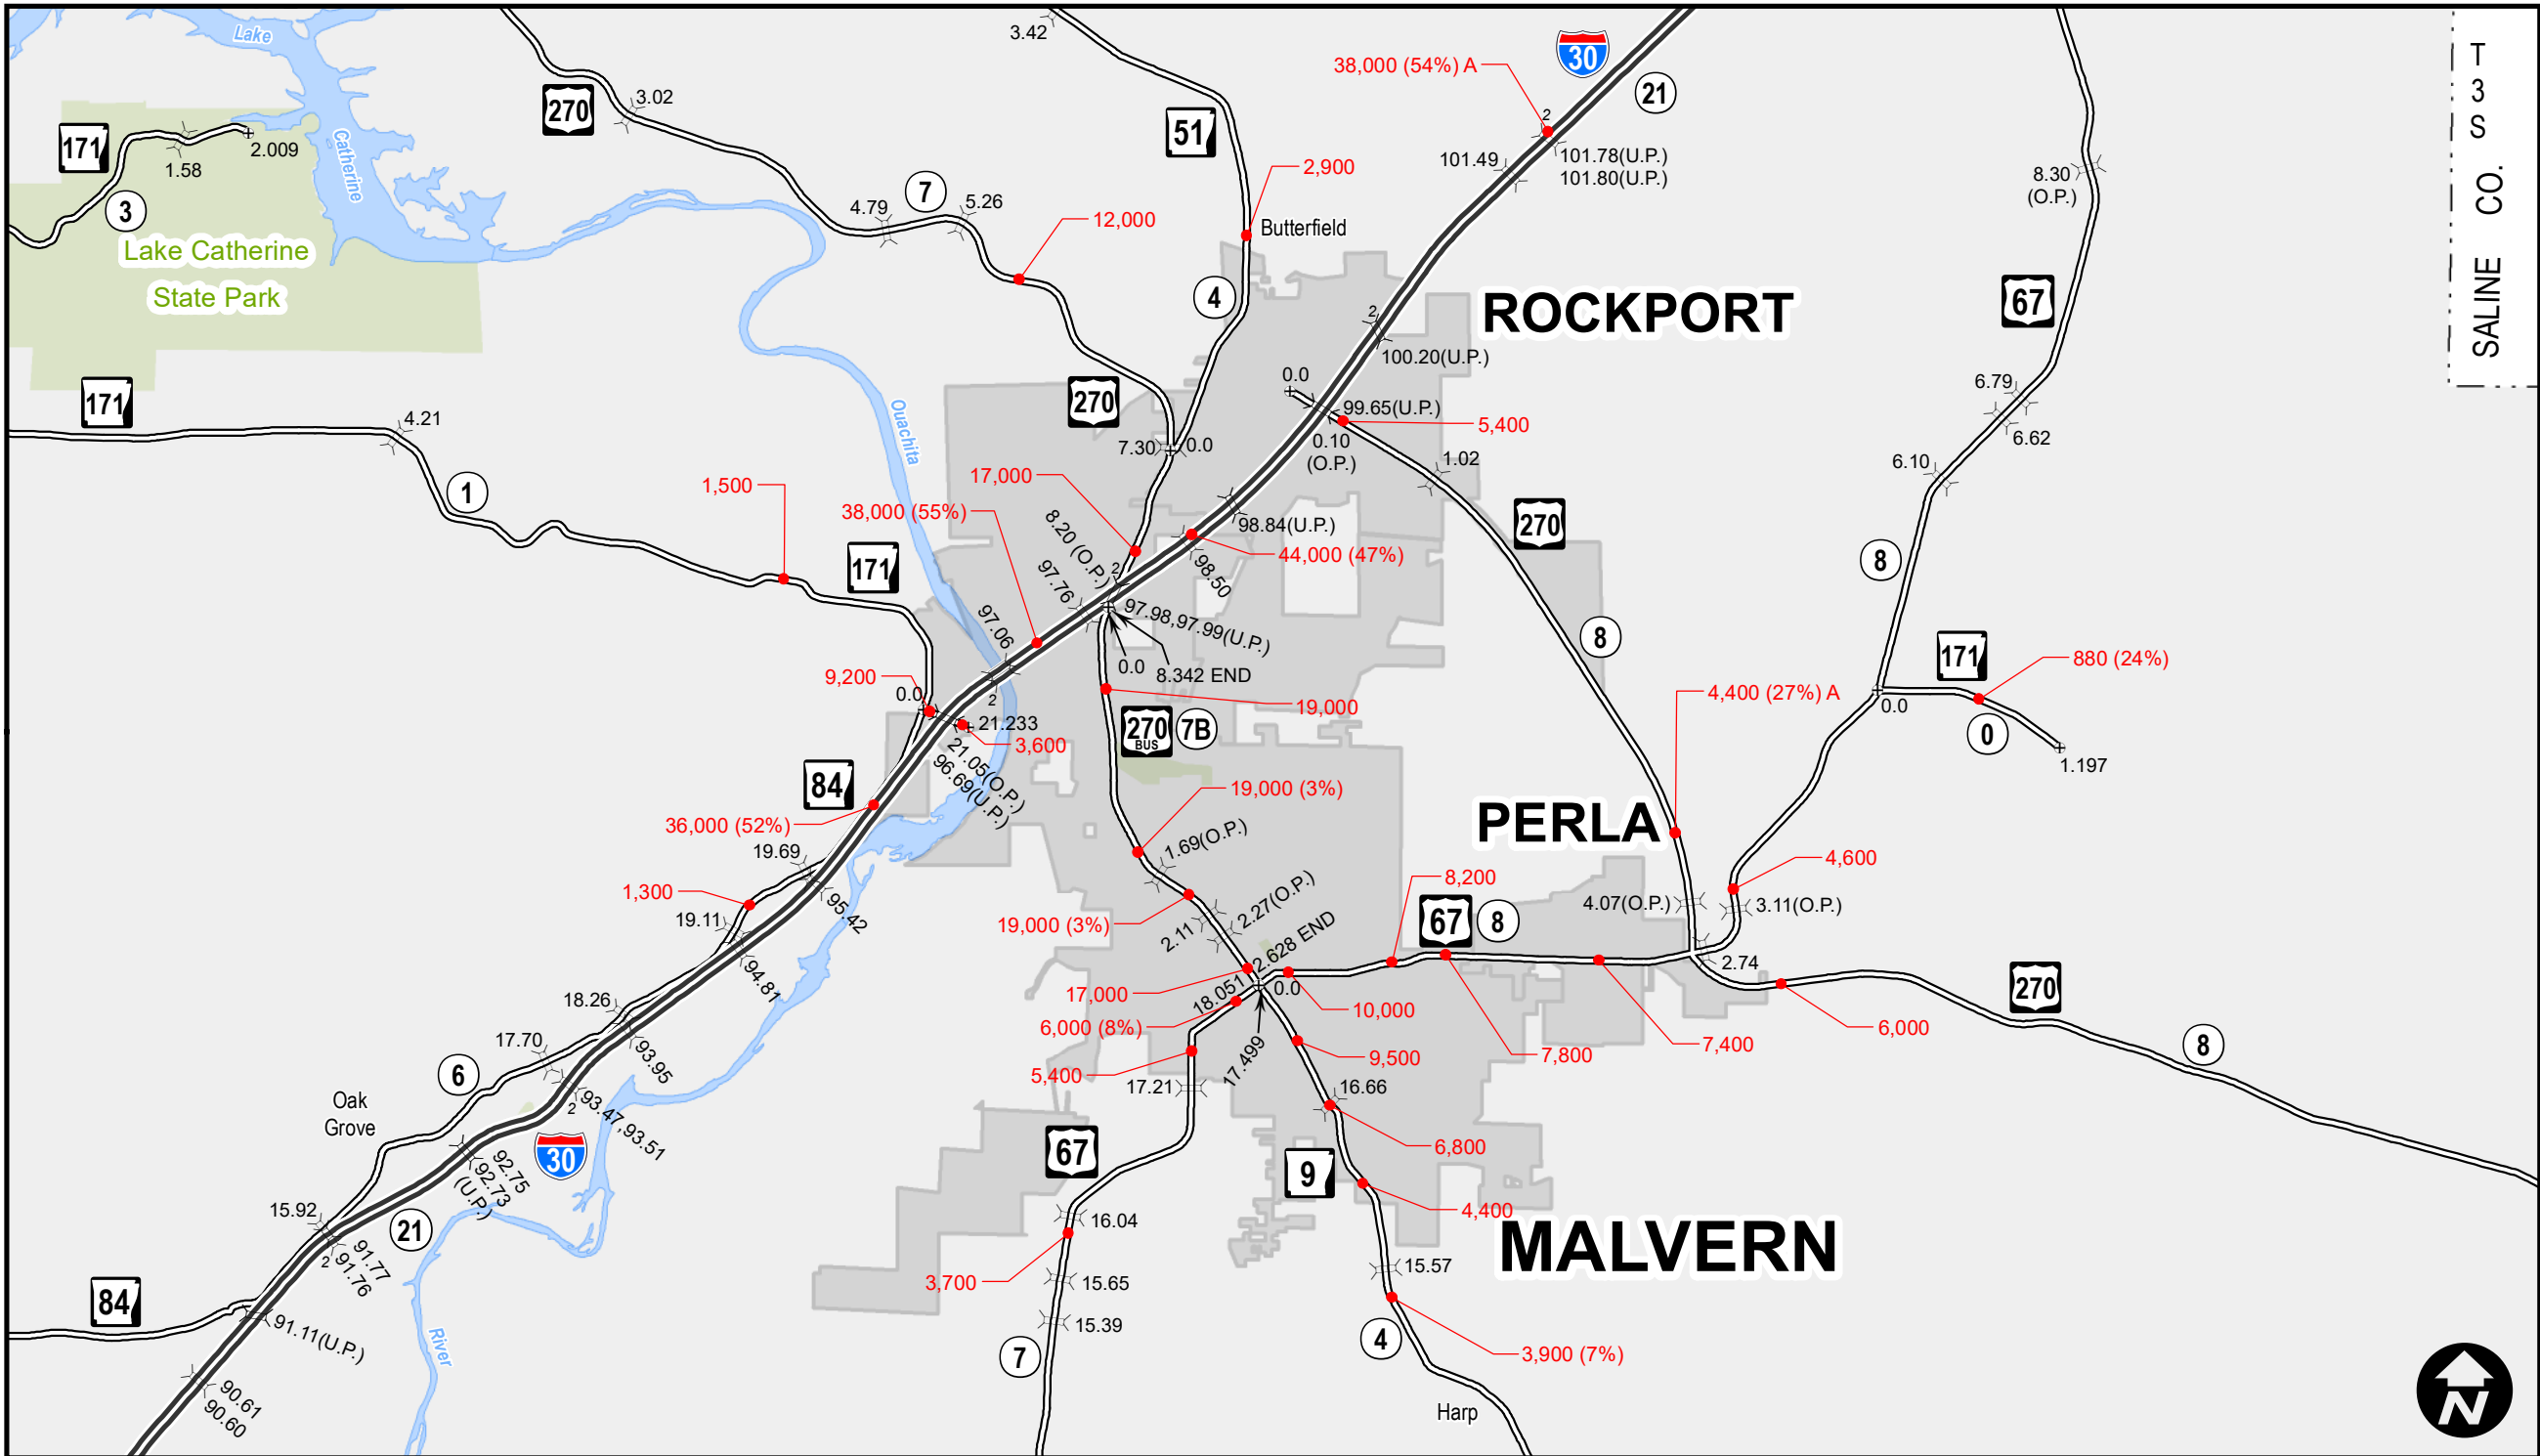 Lake
3.42
30
T
3
S
CO.
SALINE
38,000 (54%) A
21
270
3.02
51
2
171
2.009
1.58
Catherine
101.49
101.78(U.P.)
101.80(U.P.)
2,900
8.30
(O.P.)
3
7
4.79
5.26
12,000
Butterfield
Lake Catherine
State Park
4
67
ROCKPORT
2
100.20(U.P.)
171
270
0.0
6.79
99.65(U.P.)
5,400
4.21
Ouachita
7.30
0.0
0.10
(O.P.)
1.02
6.62
6.10
1
1,500
17,000
38,000 (55%)
98.84(U.P.)
270
8.20 (O.P.)
44,000 (47%)
171
2
97.76
98.50
8
97.06
97.98,97.99(U.P.)
8
0.0
8.342 END
171
880 (24%)
9,200
0.0
2
19,000
4,400 (27%) A
0.0
21.233
270
BUS
7B
0
3,600
21.05(O.P.)
96.69(U.P.)
1.197
84
19,000 (3%)
36,000 (52%)
PERLA
1.69(O.P.)
19.69
4,600
1,300
8,200
95.42
19,000 (3%)
2.27(O.P.)
4.07(O.P.)
3.11(O.P.)
19.11
2.11
67
8
2.628 END
2.74
94.81
17,000
18.051
0.0
270
18.26
6,000 (8%)
10,000
6,000
17.70
93.95
17.499
9,500
7,800
7,400
8
6
5,400
17.21
16.66
Oak
Grove
2
93.47,93.51
30
67
6,800
9
92.75
92.73
(U.P.)
15.92
21
16.04
4,400
MALVERN
91.77
91.76
2
3,700
15.65
15.57
84
91.11(U.P.)
15.39
River
7
4
3,900 (7%)
90.61
90.60
Harp
N